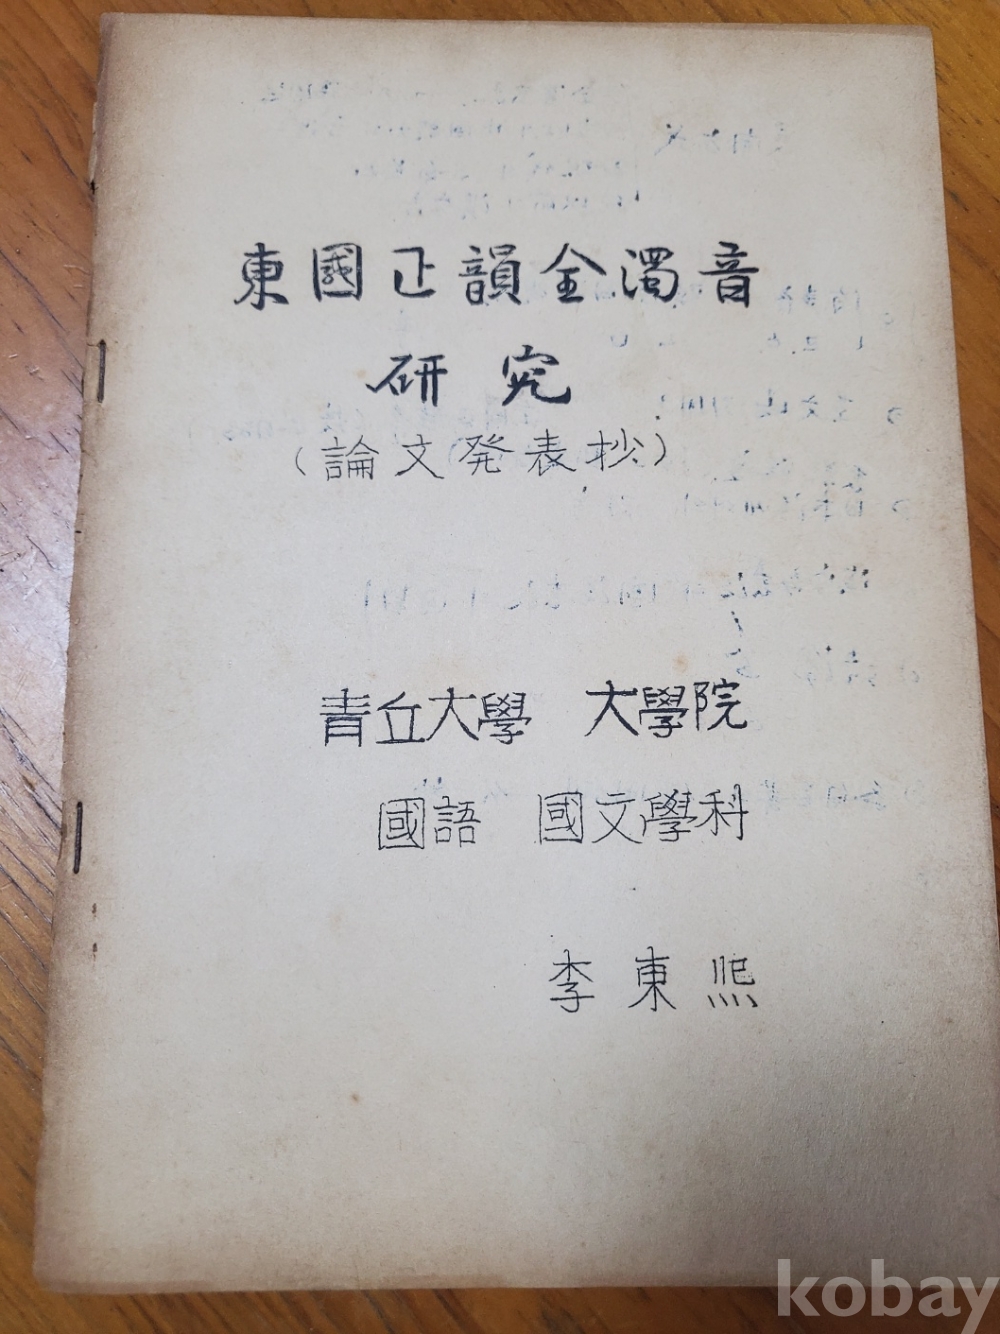 東國正韻全濁音
硏究
(論文発表抄)
青丘大學 大學院
國語 國文學科
李東熙
kobay